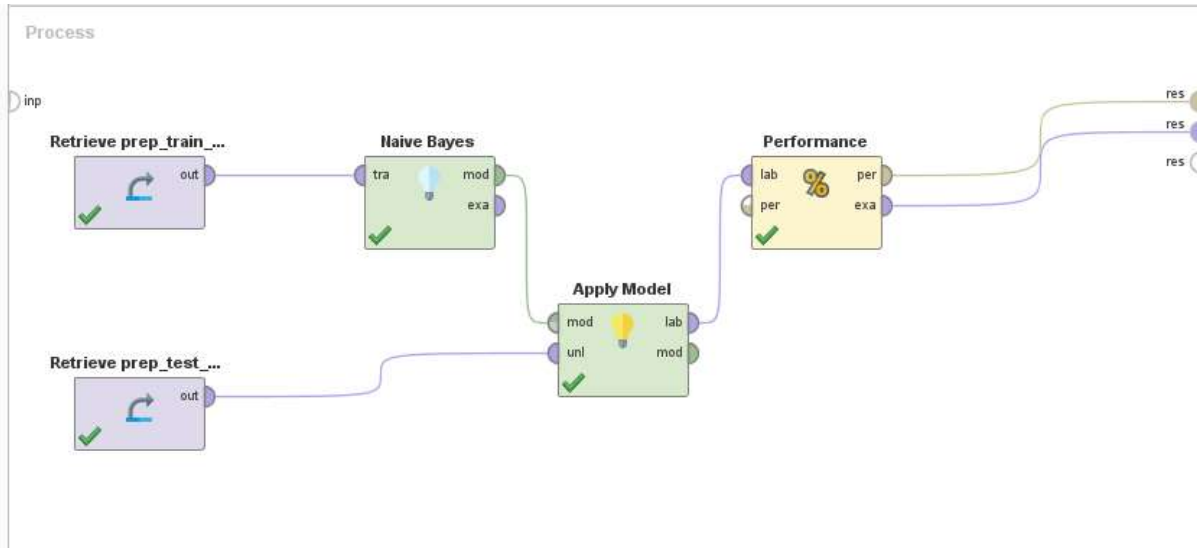 Process
inp
res
res
res
Retrieve prep_train_...
out
Naive Bayes
tra
mod
exa
Performance
lab
per
per
exa
%
Apply Model
mod
lab
unl
mod
Retrieve prep_test_...
out